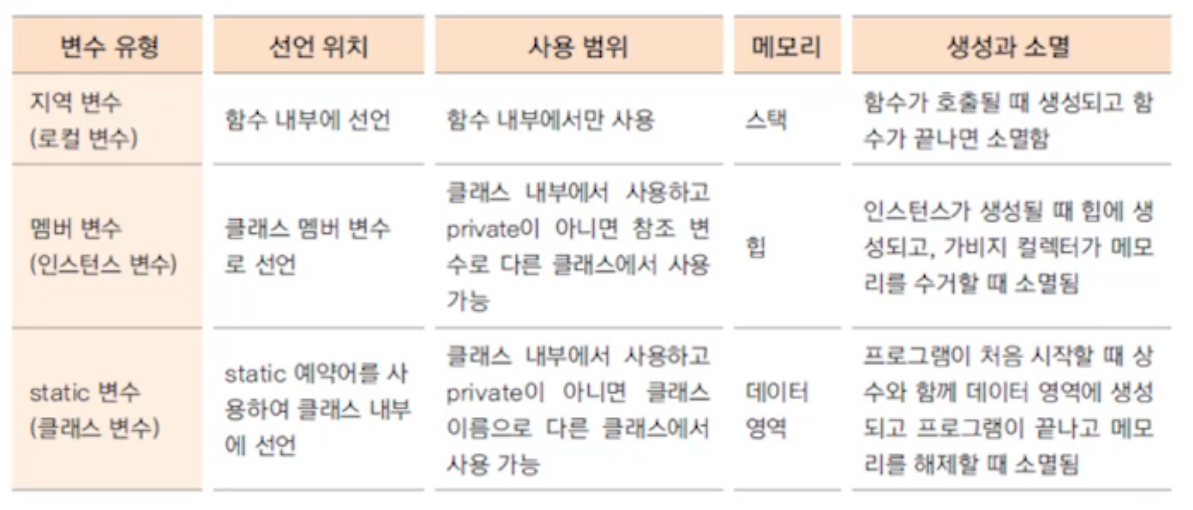 변수 유형
선언 위치
사용 범위
메모리
생성과 소멸
지역 변수
(로컬 변수)
함수 내부에 선언
함수 내부에서만 사용
스택
함수가 호출될 때 생성되고 함
수가 끝나면 소멸함
멤버 변수
(인스턴스 변수)
클래스 멤버 변수
로 선언
클래스 내부에서 사용하고
private이 아니면 참조 변
수로 다른 클래스에서 사용
가능
힙
인스턴스가 생성될 때 힙에 생
성되고, 가비지 컬렉터가 메모
리를 수거할 때 소멸됨
static 변수
(클래스 변수)
static 예약어를 사
용하여 클래스 내부
에 선언
클래스 내부에서 사용하고
private이 아니면 클래스
이름으로 다른 클래스에서
사용 가능
데이터
영역
프로그램이 처음 시작할 때 상
수와 함께 데이터 영역에 생성
되고 프로그램이 끝나고 메모
리를 해제할 때 소멸됨